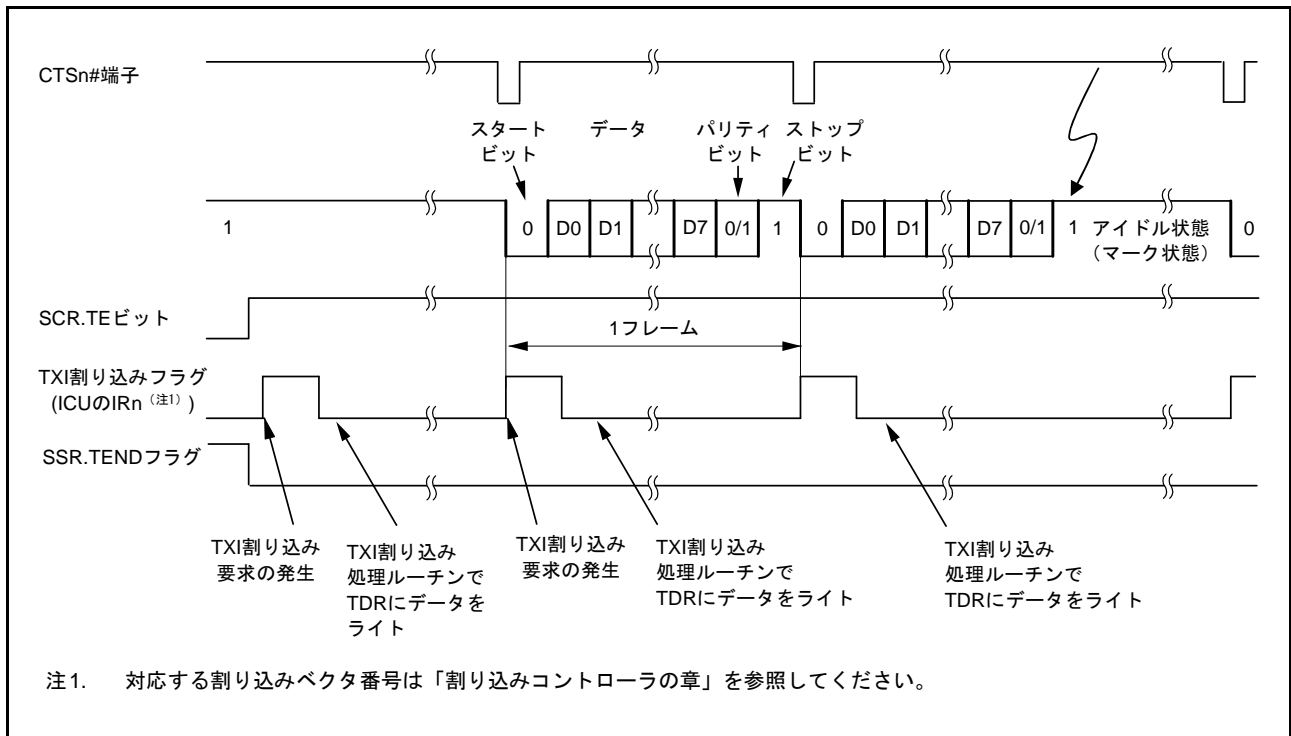 CTSn#端子
スタート
ビット
データ
パリティ
ビット
ストップ
ビット
1
0 D0 D1 D7 0/1 1 0 D0 D1 D7 0/1 1 アイドル状態
（マーク状態）
0
SCR.TEビット
1フレーム
TXI割り込みフラグ
(ICUのIRn（注1）)
SSR.TENDフラグ
TXI割り込み
要求の発生
TXI割り込み
処理ルーチンで
TDRにデータを
ライト
TXI割り込み
要求の発生
TXI割り込み
処理ルーチンで
TDRにデータをライト
TXI割り込み
処理ルーチンで
TDRにデータをライト
注1. 対応する割り込みベクタ番号は「割り込みコントローラの章」を参照してください。